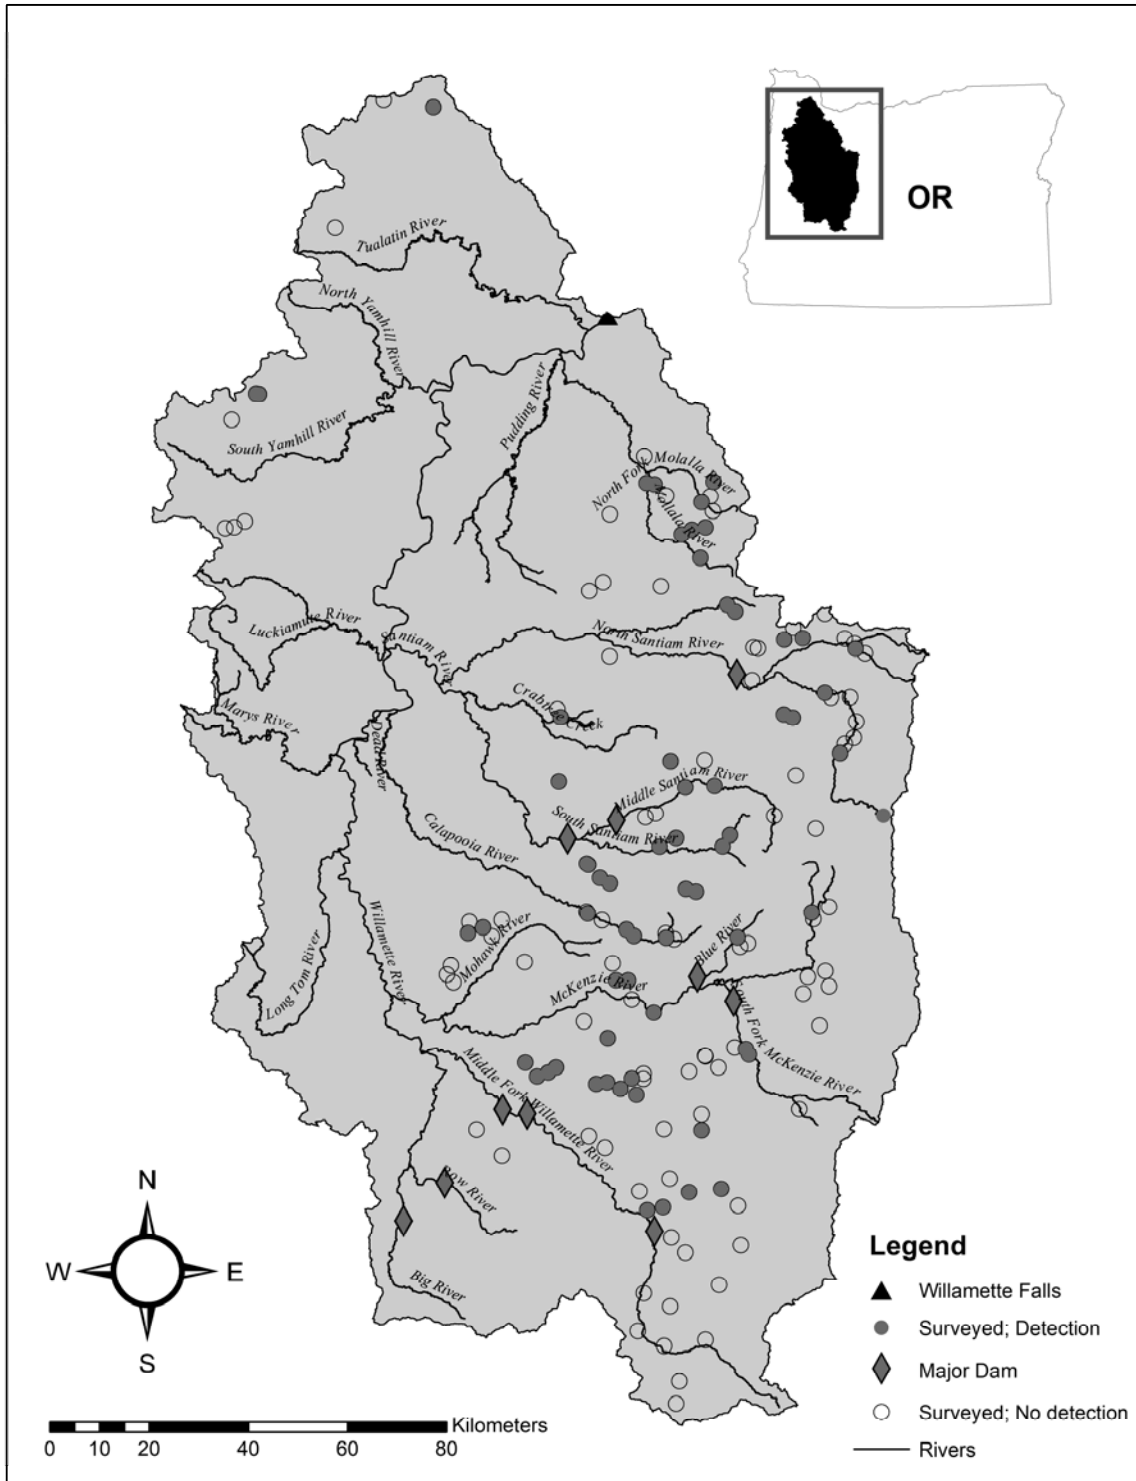 OR
Tualatin River
North Yamhill River
Pudding River
South Yamhill River
North Fork Molalla River
Mollala River
Luckiamute River
Santiam River
North Santiam River
Crabtree Creek
Marys River
Dead River
Middle Santiam River
South Santiam River
Calapooia River
Willamette River
Mohawk River
Blue River
Long Tom River
McKenzie River
South Fork McKenzie River
Middle Fork Willamette River
Row River
Big River
N
W E
S
Legend
Willamette Falls
Surveyed; Detection
Major Dam
Surveyed; No detection
Rivers
Kilometers
0 10 20 40 60 80